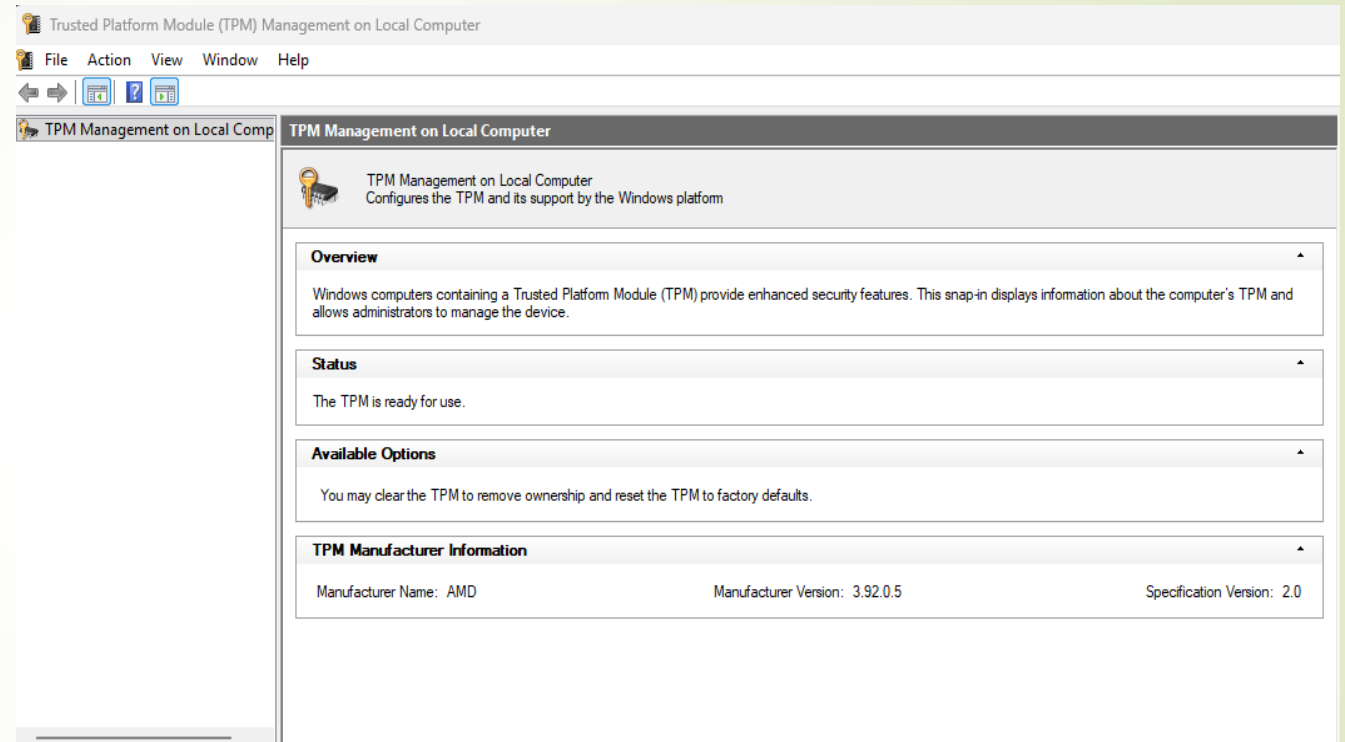 Trusted Platform Module (TPM) Management on Local Computer
File Action View Window Help
TPM Management on Local Comp
TPM Management on Local Computer
TPM Management on Local Computer
Configures the TPM and its support by the Windows platform
Overview
Windows computers containing a Trusted Platform Module (TPM) provide enhanced security features. This snap-in displays information about the computer's TPM and
allows administrators to manage the device.
Status
The TPM is ready for use.
Available Options
You may clear the TPM to remove ownership and reset the TPM to factory defaults.
TPM Manufacturer Information
Manufacturer Name: AMD Manufacturer Version: 3.92.0.5 Specification Version: 2.0